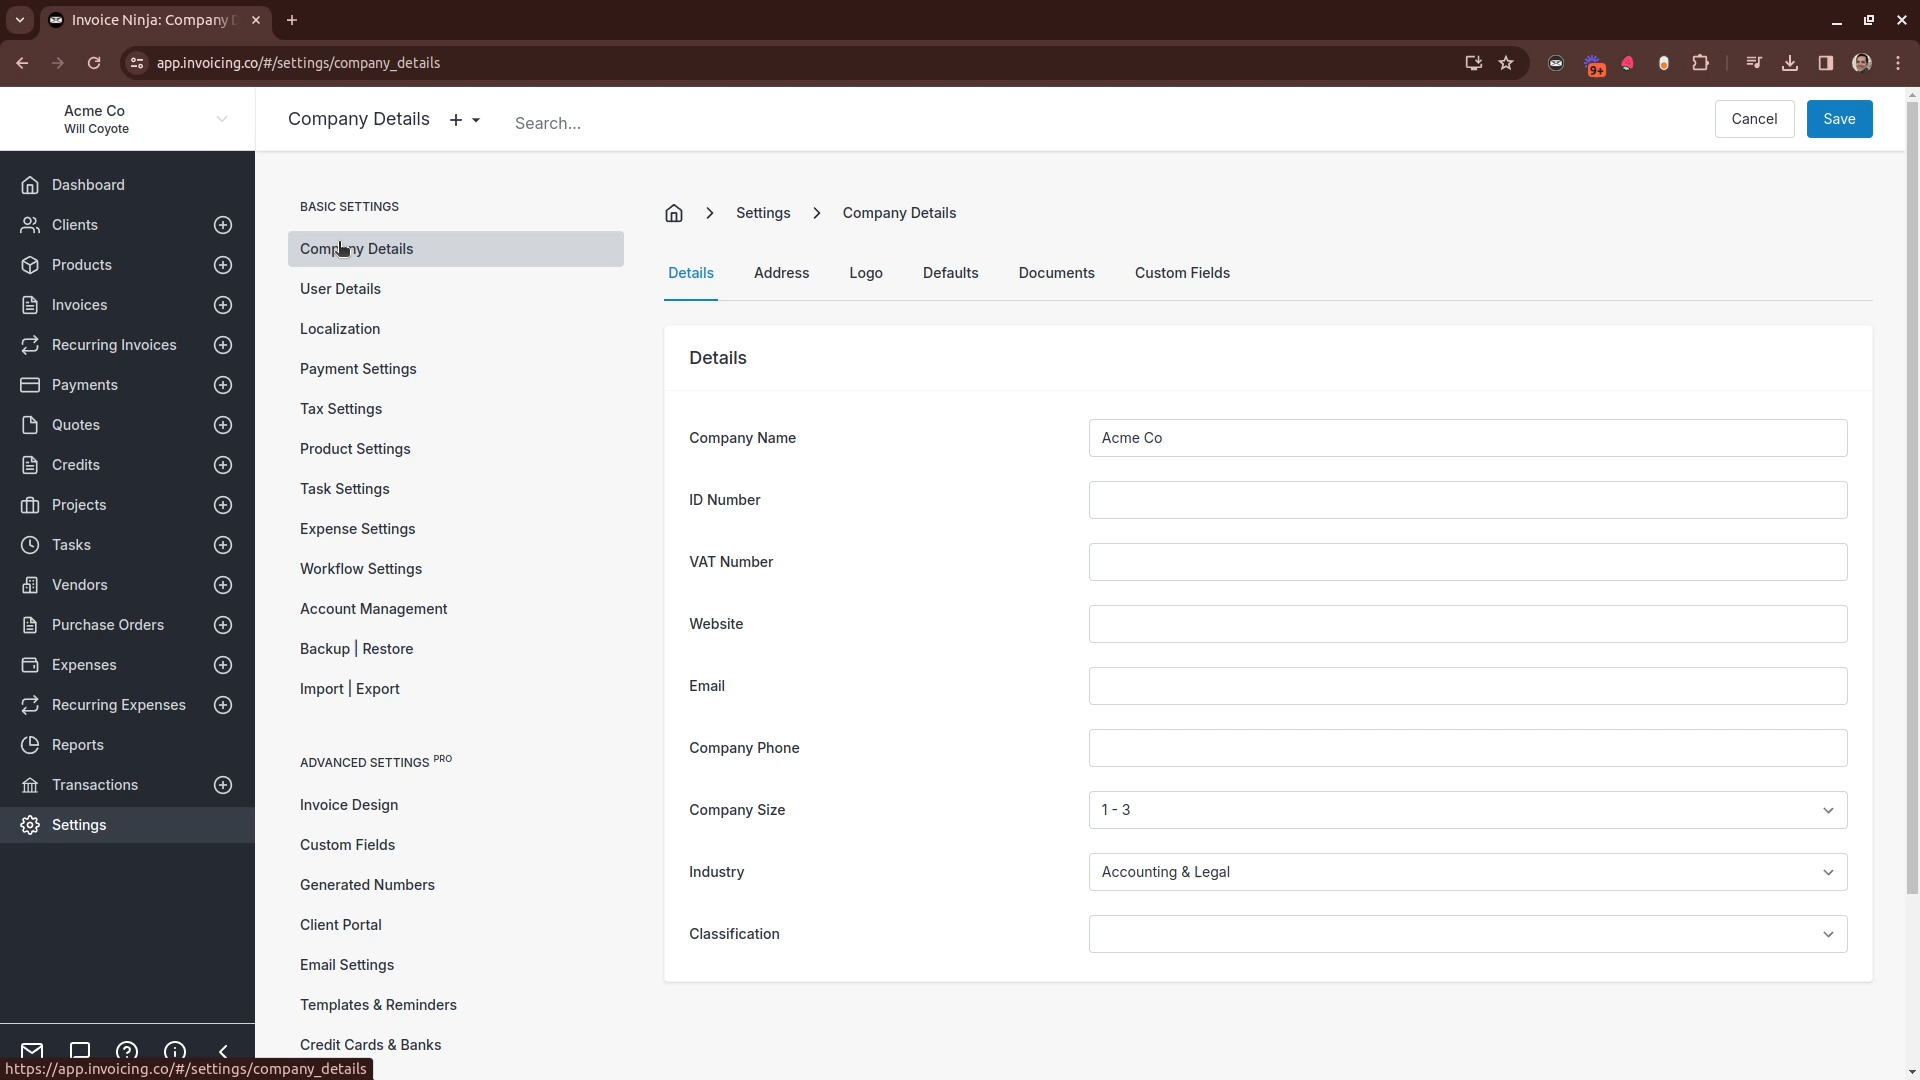 Invoice Ninja: Company D
app.invoicing.co/#/settings/company_details
9+
Acme Co
Will Coyote
Company Details
Search...
Cancel
Save
Dashboard
Clients
Products
Invoices
Recurring Invoices
Payments
Quotes
Credits
Projects
Tasks
Vendors
Purchase Orders
Expenses
Recurring Expenses
Reports
Transactions
Settings
BASIC SETTINGS
Company Details
User Details
Localization
Payment Settings
Tax Settings
Product Settings
Task Settings
Expense Settings
Workflow Settings
Account Management
Backup | Restore
Import | Export
ADVANCED SETTINGS PRO
Invoice Design
Custom Fields
Generated Numbers
Client Portal
Email Settings
Templates & Reminders
Credit Cards & Banks
Settings
Company Details
Details
Address
Logo
Defaults
Documents
Custom Fields
Details
Company Name
Acme Co
ID Number
VAT Number
Website
Email
Company Phone
Company Size
1 - 3
Industry
Accounting & Legal
Classification
https://app.invoicing.co/#/settings/company_details